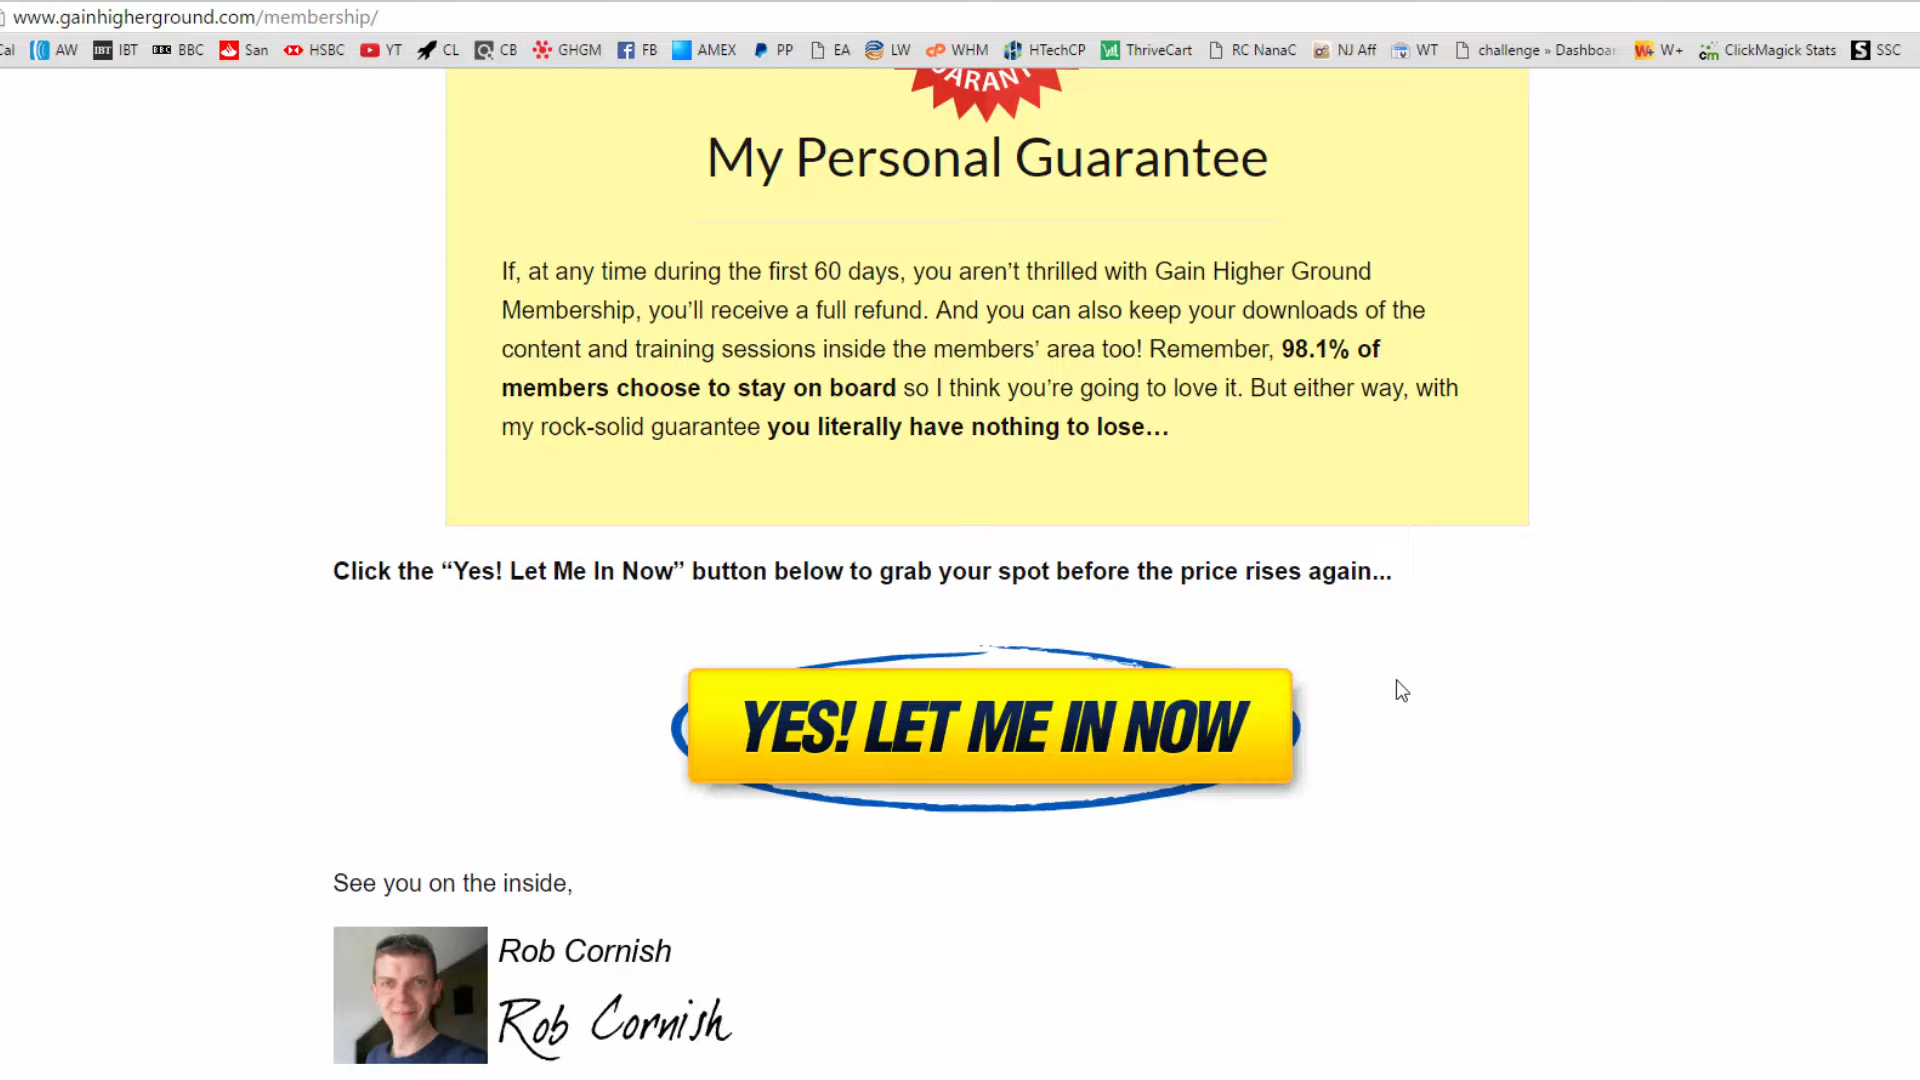 www.gainhigherground.com/membership/
Cal AW IBT IBT BBC BBC San HSBC YT CL CB GHGM FB AMEX PP EA LW cP WHM HTechCP ThriveCart RC NanaC NJ Aff WT challenge » Dashboar W+ W+ cm ClickMagick Stats S SSC
GUARANT
My Personal Guarantee
If, at any time during the first 60 days, you aren’t thrilled with Gain Higher Ground
Membership, you’ll receive a full refund. And you can also keep your downloads of the
content and training sessions inside the members’ area too! Remember, 98.1% of
members choose to stay on board so I think you’re going to love it. But either way, with
my rock-solid guarantee you literally have nothing to lose…
Click the “Yes! Let Me In Now” button below to grab your spot before the price rises again...
YES! LET ME IN NOW
See you on the inside,
Rob Cornish
Rob Cornish